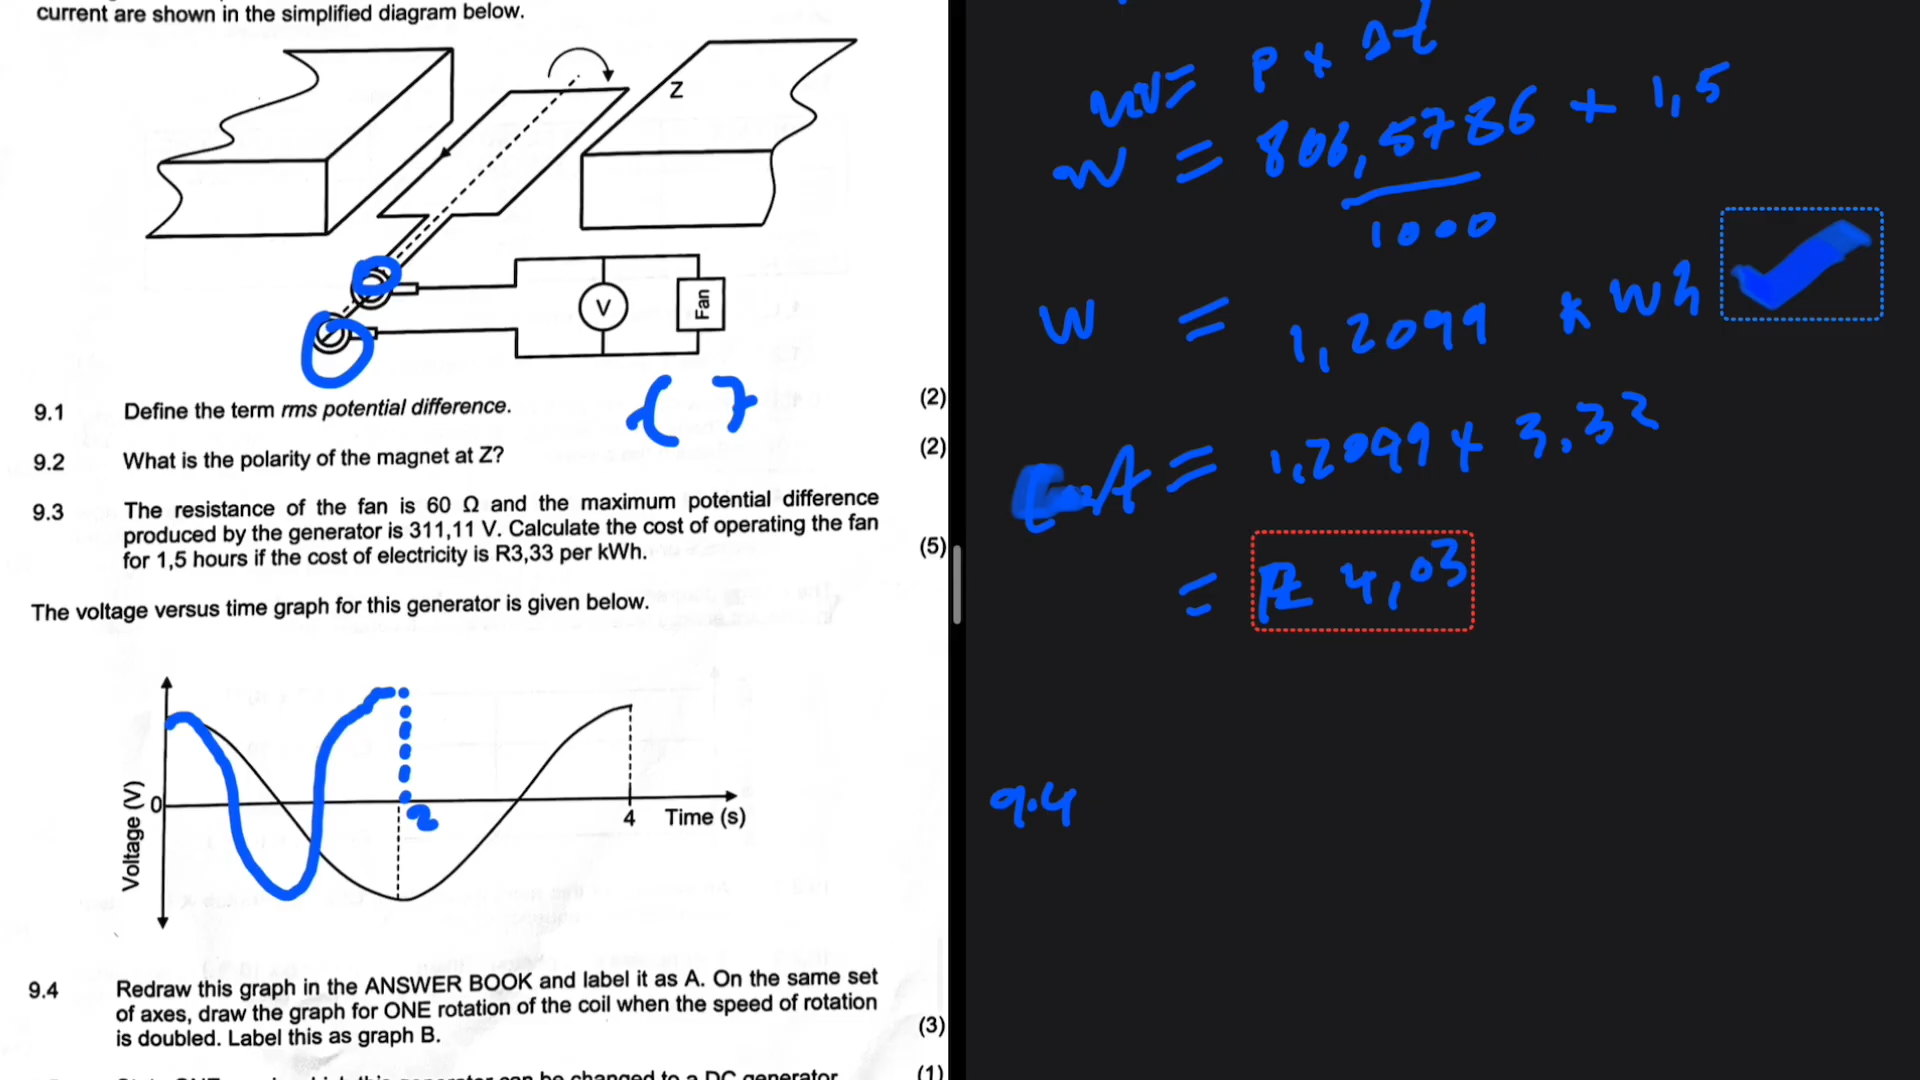 current are shown in the simplified diagram below.
Z
V
Fan
9.1 Define the term rms potential difference. (2)
9.2 What is the polarity of the magnet at Z? (2)
9.3 The resistance of the fan is 60 Ω and the maximum potential difference
produced by the generator is 311,11 V. Calculate the cost of operating the fan
for 1,5 hours if the cost of electricity is R3,33 per kWh. (5)
The voltage versus time graph for this generator is given below.
Voltage (V)
0
2
4 Time (s)
9.4 Redraw this graph in the ANSWER BOOK and label it as A. On the same set
of axes, draw the graph for ONE rotation of the coil when the speed of rotation
is doubled. Label this as graph B. (3)
can be changed to a DC generator (1)
W = P × Δt
W = 806,5786 × 1,5
1000
W = 1,2099 kWh
A = 1,2099 × 3,33
= R 4,03
9.4